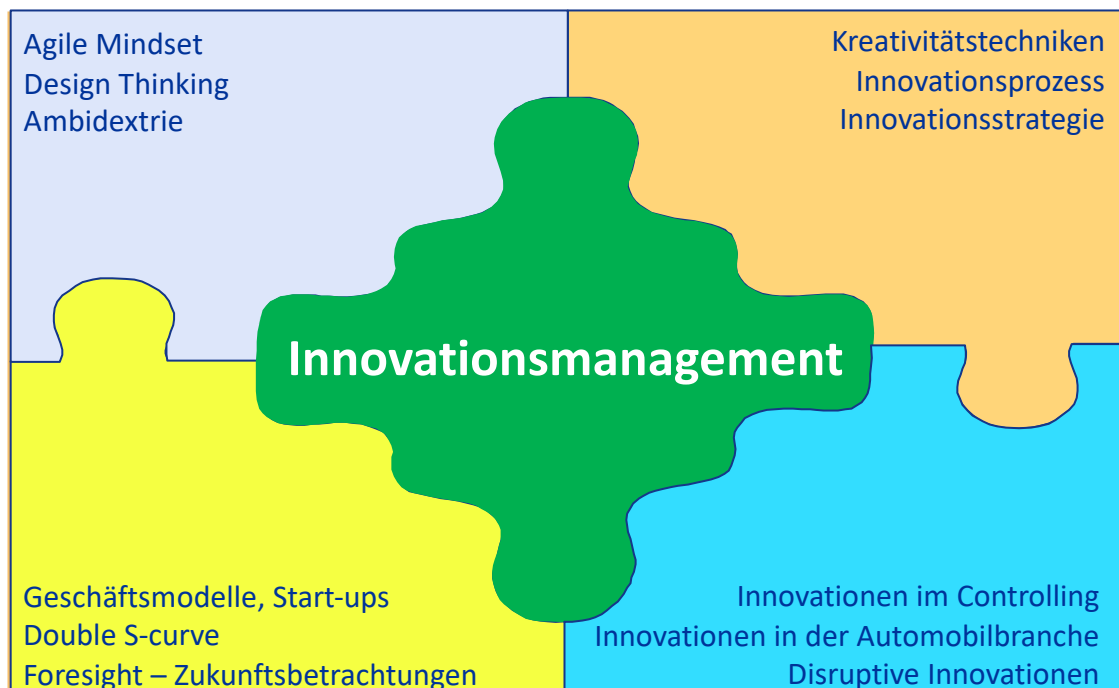 Agile Mindset
Design Thinking
Ambidextrie
Kreativitätstechniken
Innovationsprozess
Innovationsstrategie
Innovationsmanagement
Geschäftsmodelle, Start-ups
Double S-curve
Foresight – Zukunftsbetrachtungen
Innovationen im Controlling
Innovationen in der Automobilbranche
Disruptive Innovationen